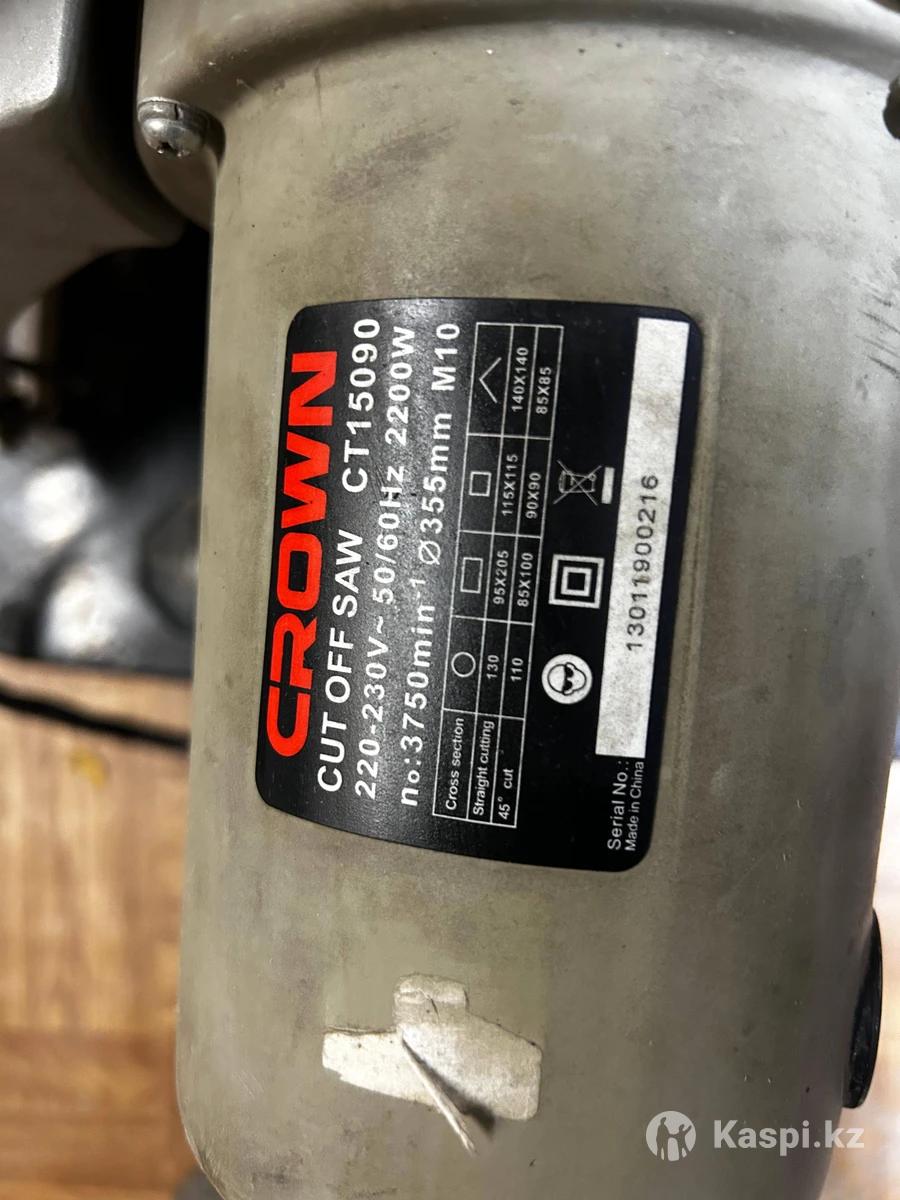 CROWN
CUT OFF SAW CT15090
220-230V~ 50/60Hz 2200W
no:3750min⁻¹ Ø355mm M10
Cross section
Straight cutting 130 95X205 115X115 140X140
45° cut 110 85X100 90X90 85X85
Serial No.: 13011900216
Made in China
Kaspi.kz